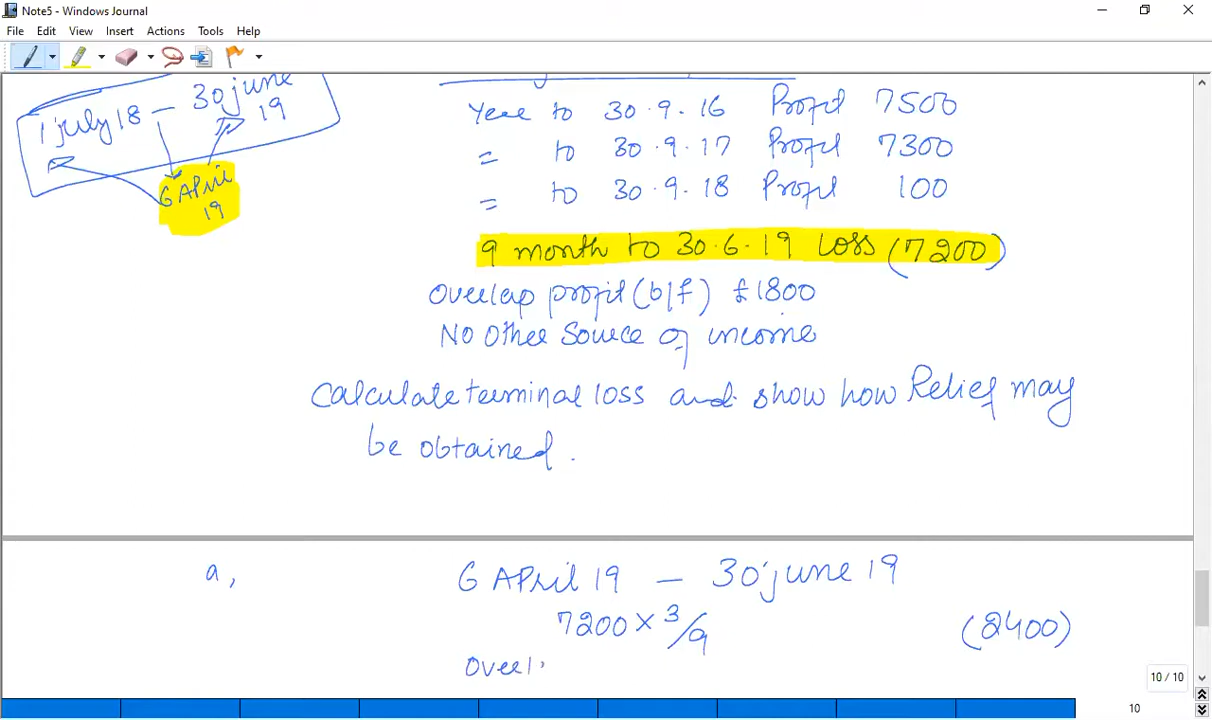 Note5 - Windows Journal
File Edit View Insert Actions Tools Help
1 july 18 — 30 june 19
6 April 19
Year to 30.9.16 Profit 7500
= to 30.9.17 Profit 7300
= to 30.9.18 Profit 100
9 month to 30.6.19 Loss (7200)
Overlap profit (b/f) £1800
No Other Source of income
Calculate terminal loss and show how Relief may
be obtained.
a, 6 April 19 — 30 june 19
7200 × 3/9 (2400)
Overl
10 / 10
10